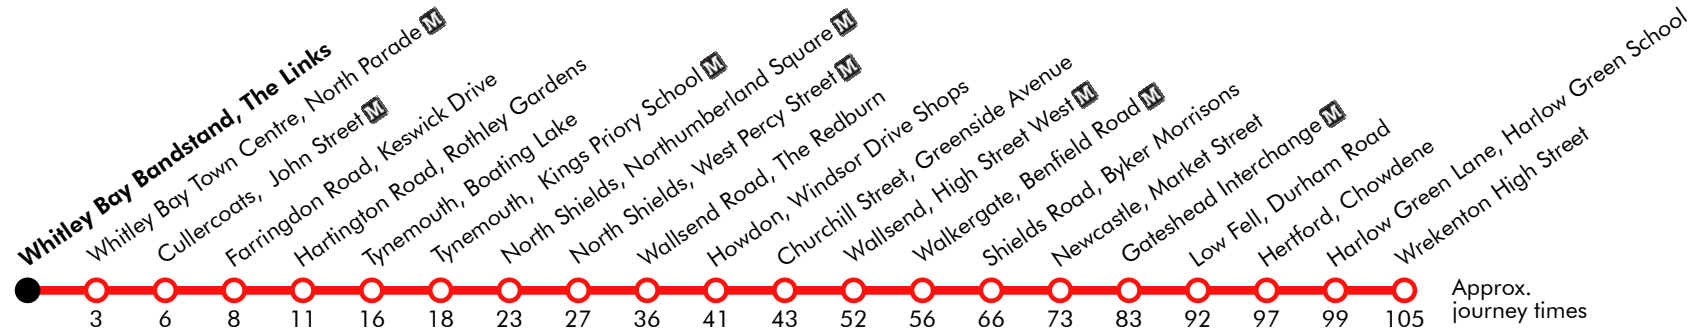 Whitley Bay Bandstand, The Links
Whitley Bay Town Centre, North Parade M
Cullercoats, John Street M
Farringdon Road, Keswick Drive
Hartington Road, Rothley Gardens
Tynemouth, Boating Lake
Tynemouth, Kings Priory School M
North Shields, Northumberland Square M
North Shields, West Percy Street M
Wallsend Road, The Redburn
Howdon, Windsor Drive Shops
Churchill Street, Greenside Avenue
Wallsend, High Street West M
Walkergate, Benfield Road M
Shields Road, Byker Morrisons
Newcastle, Market Street
Gateshead Interchange M
Low Fell, Durham Road
Hertford, Chowdene
Harlow Green Lane, Harlow Green School
Wrekenton High Street
3 6 8 11 16 18 23 27 36 41 43 52 56 66 73 83 92 97 99 105
Approx.
journey times